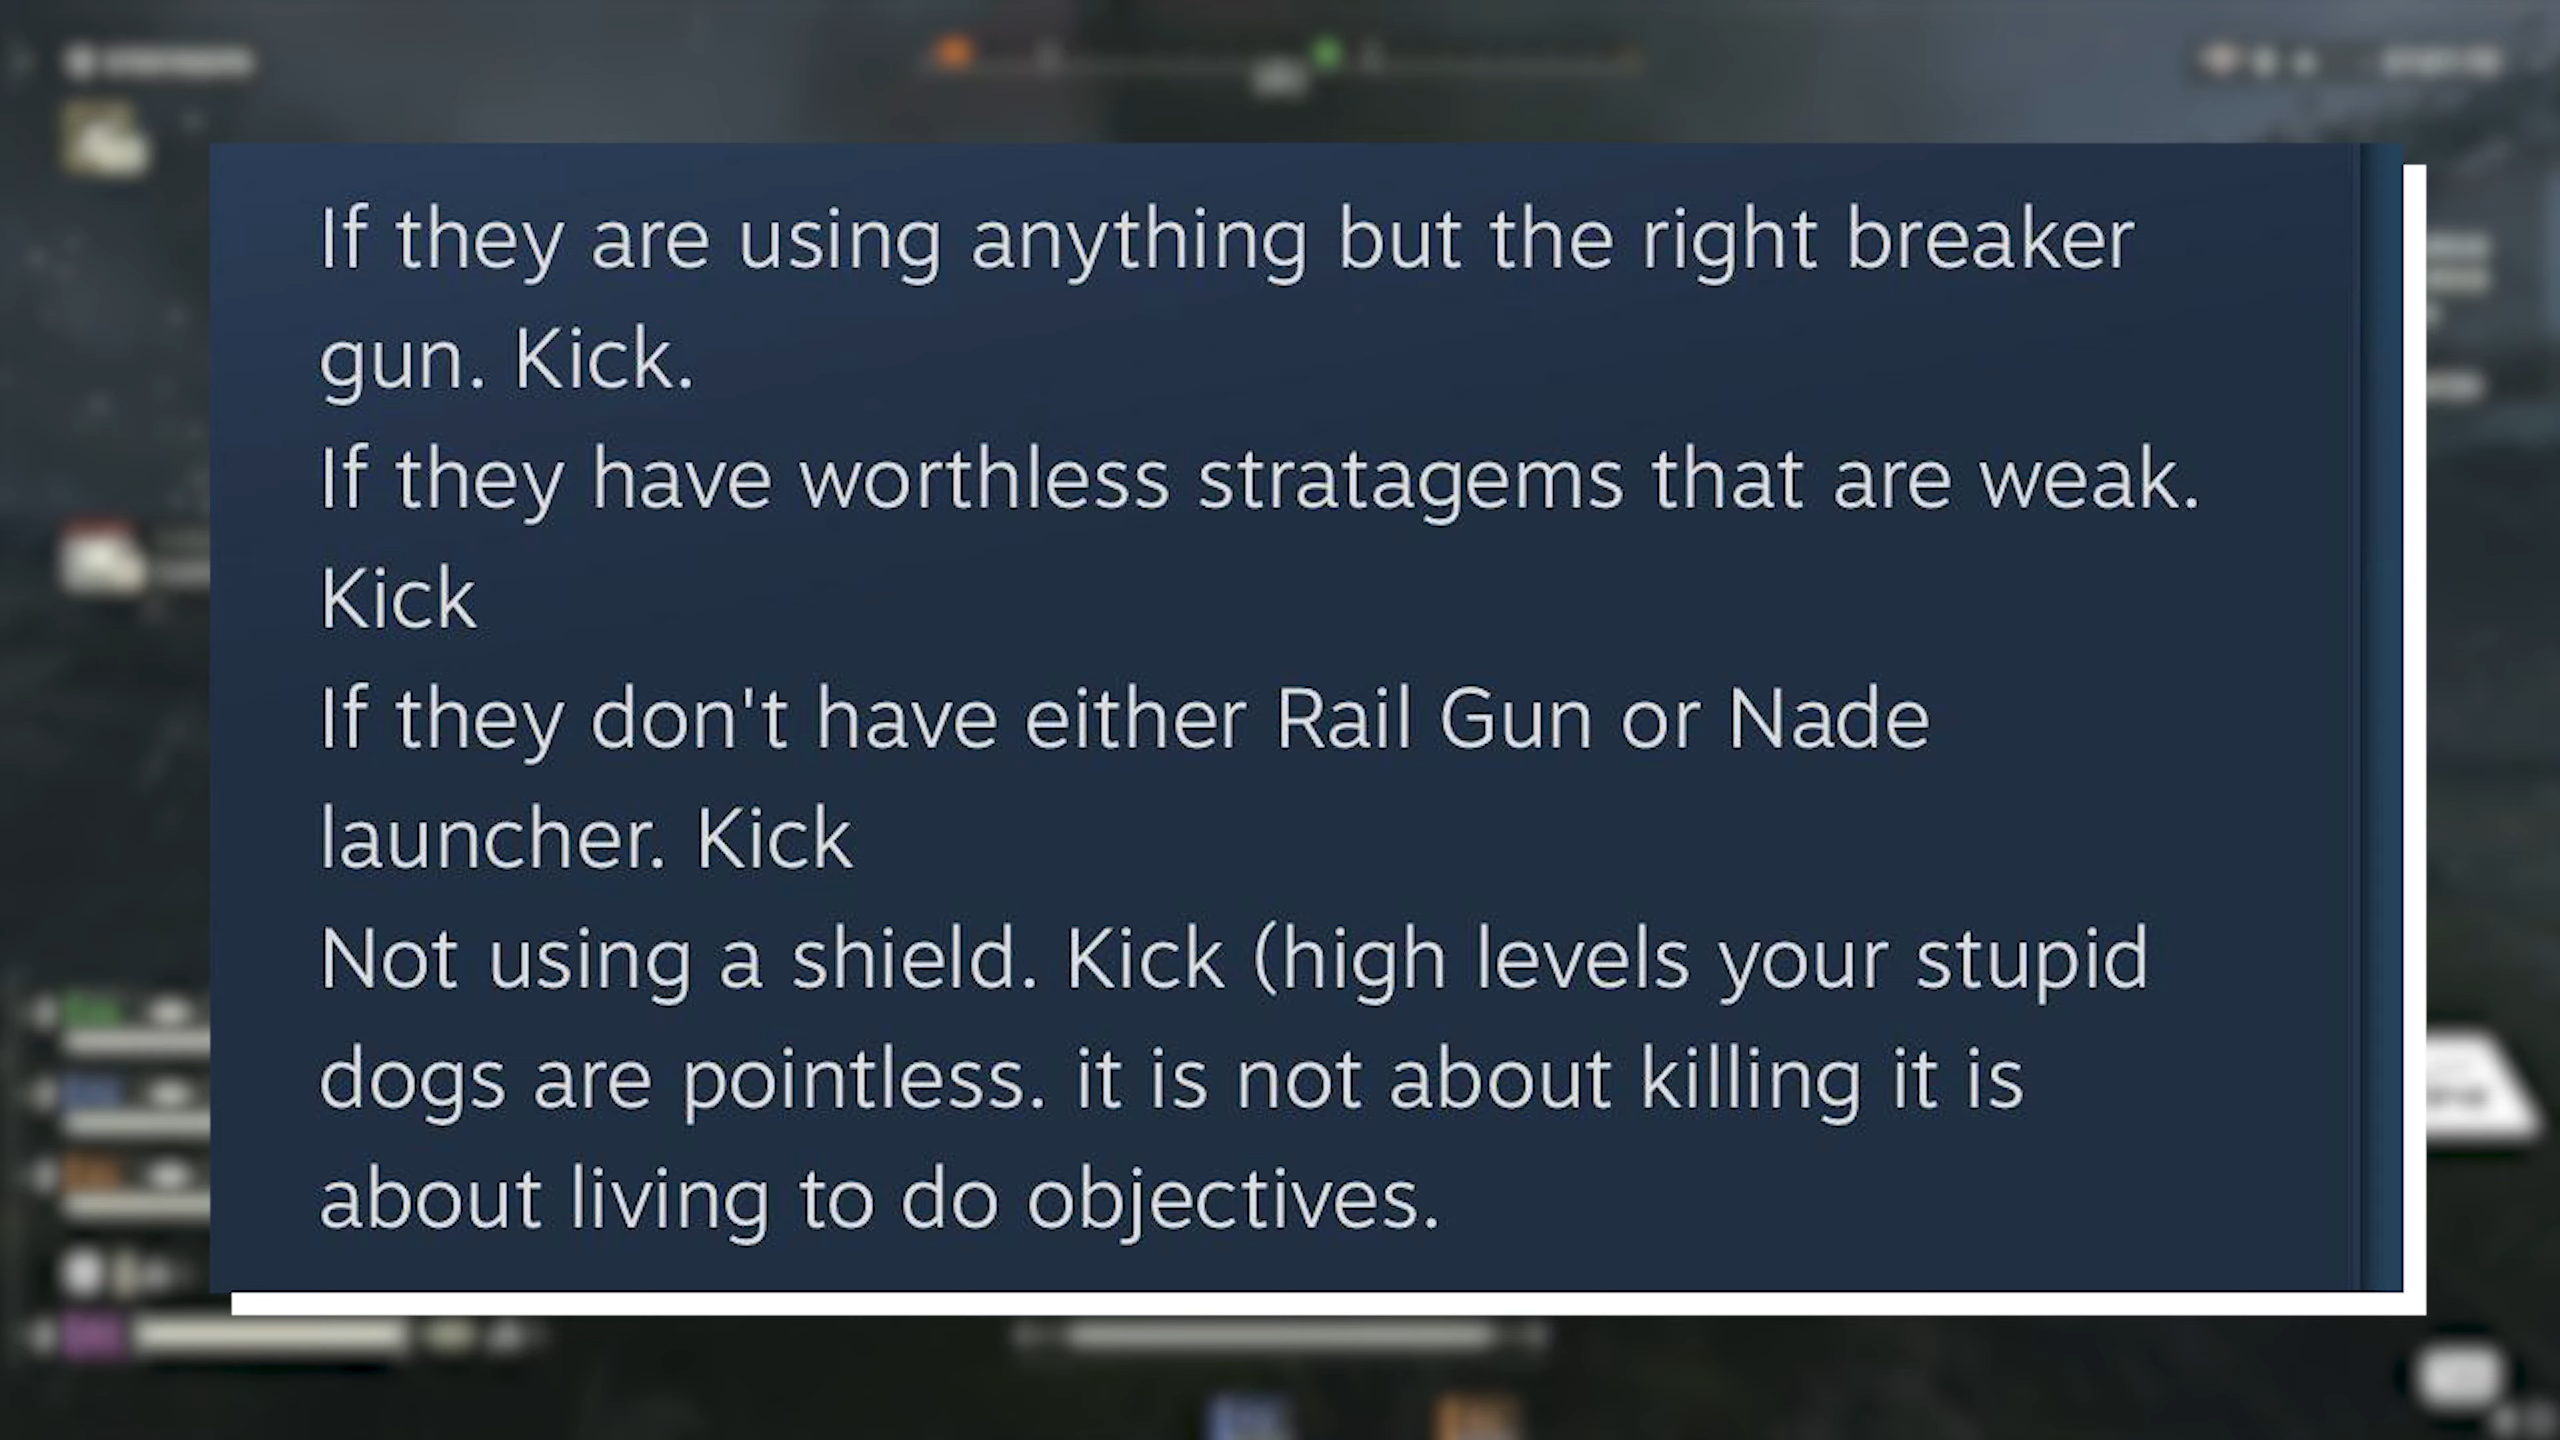 If they are using anything but the right breaker
gun. Kick.
If they have worthless stratagems that are weak.
Kick
If they don't have either Rail Gun or Nade
launcher. Kick
Not using a shield. Kick (high levels your stupid
dogs are pointless. it is not about killing it is
about living to do objectives.